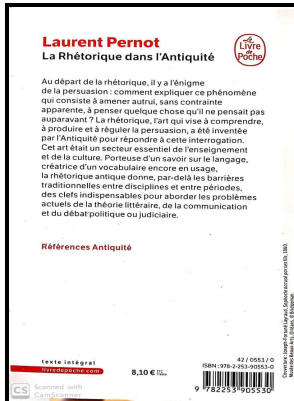 Laurent Pernot
La Rhétorique dans l'Antiquité
Le
Livre
de
Poche
Au départ de la rhétorique, il y a l'énigme
de la persuasion : comment expliquer ce phénomène
qui consiste à amener autrui, sans contrainte
apparente, à penser quelque chose qu'il ne pensait pas
auparavant ? La rhétorique, l'art qui vise à comprendre,
à produire et à réguler la persuasion, a été inventée
par l'Antiquité pour répondre à cette interrogation.
Cet art était un secteur essentiel de l'enseignement
et de la culture. Porteuse d'un savoir sur le langage,
créatrice d'un vocabulaire encore en usage,
la rhétorique antique donne, par-delà les barrières
traditionnelles entre disciplines et entre périodes,
des clefs indispensables pour aborder les problèmes
actuels de la théorie littéraire, de la communication
et du débat politique ou judiciaire.
Références Antiquité
texte intégral
livredepoche.com
8,10 €
42 / 0553 / 0
ISBN : 978-2-253-90553-0
9 782253 905530
CS Scanned with
CamScanner